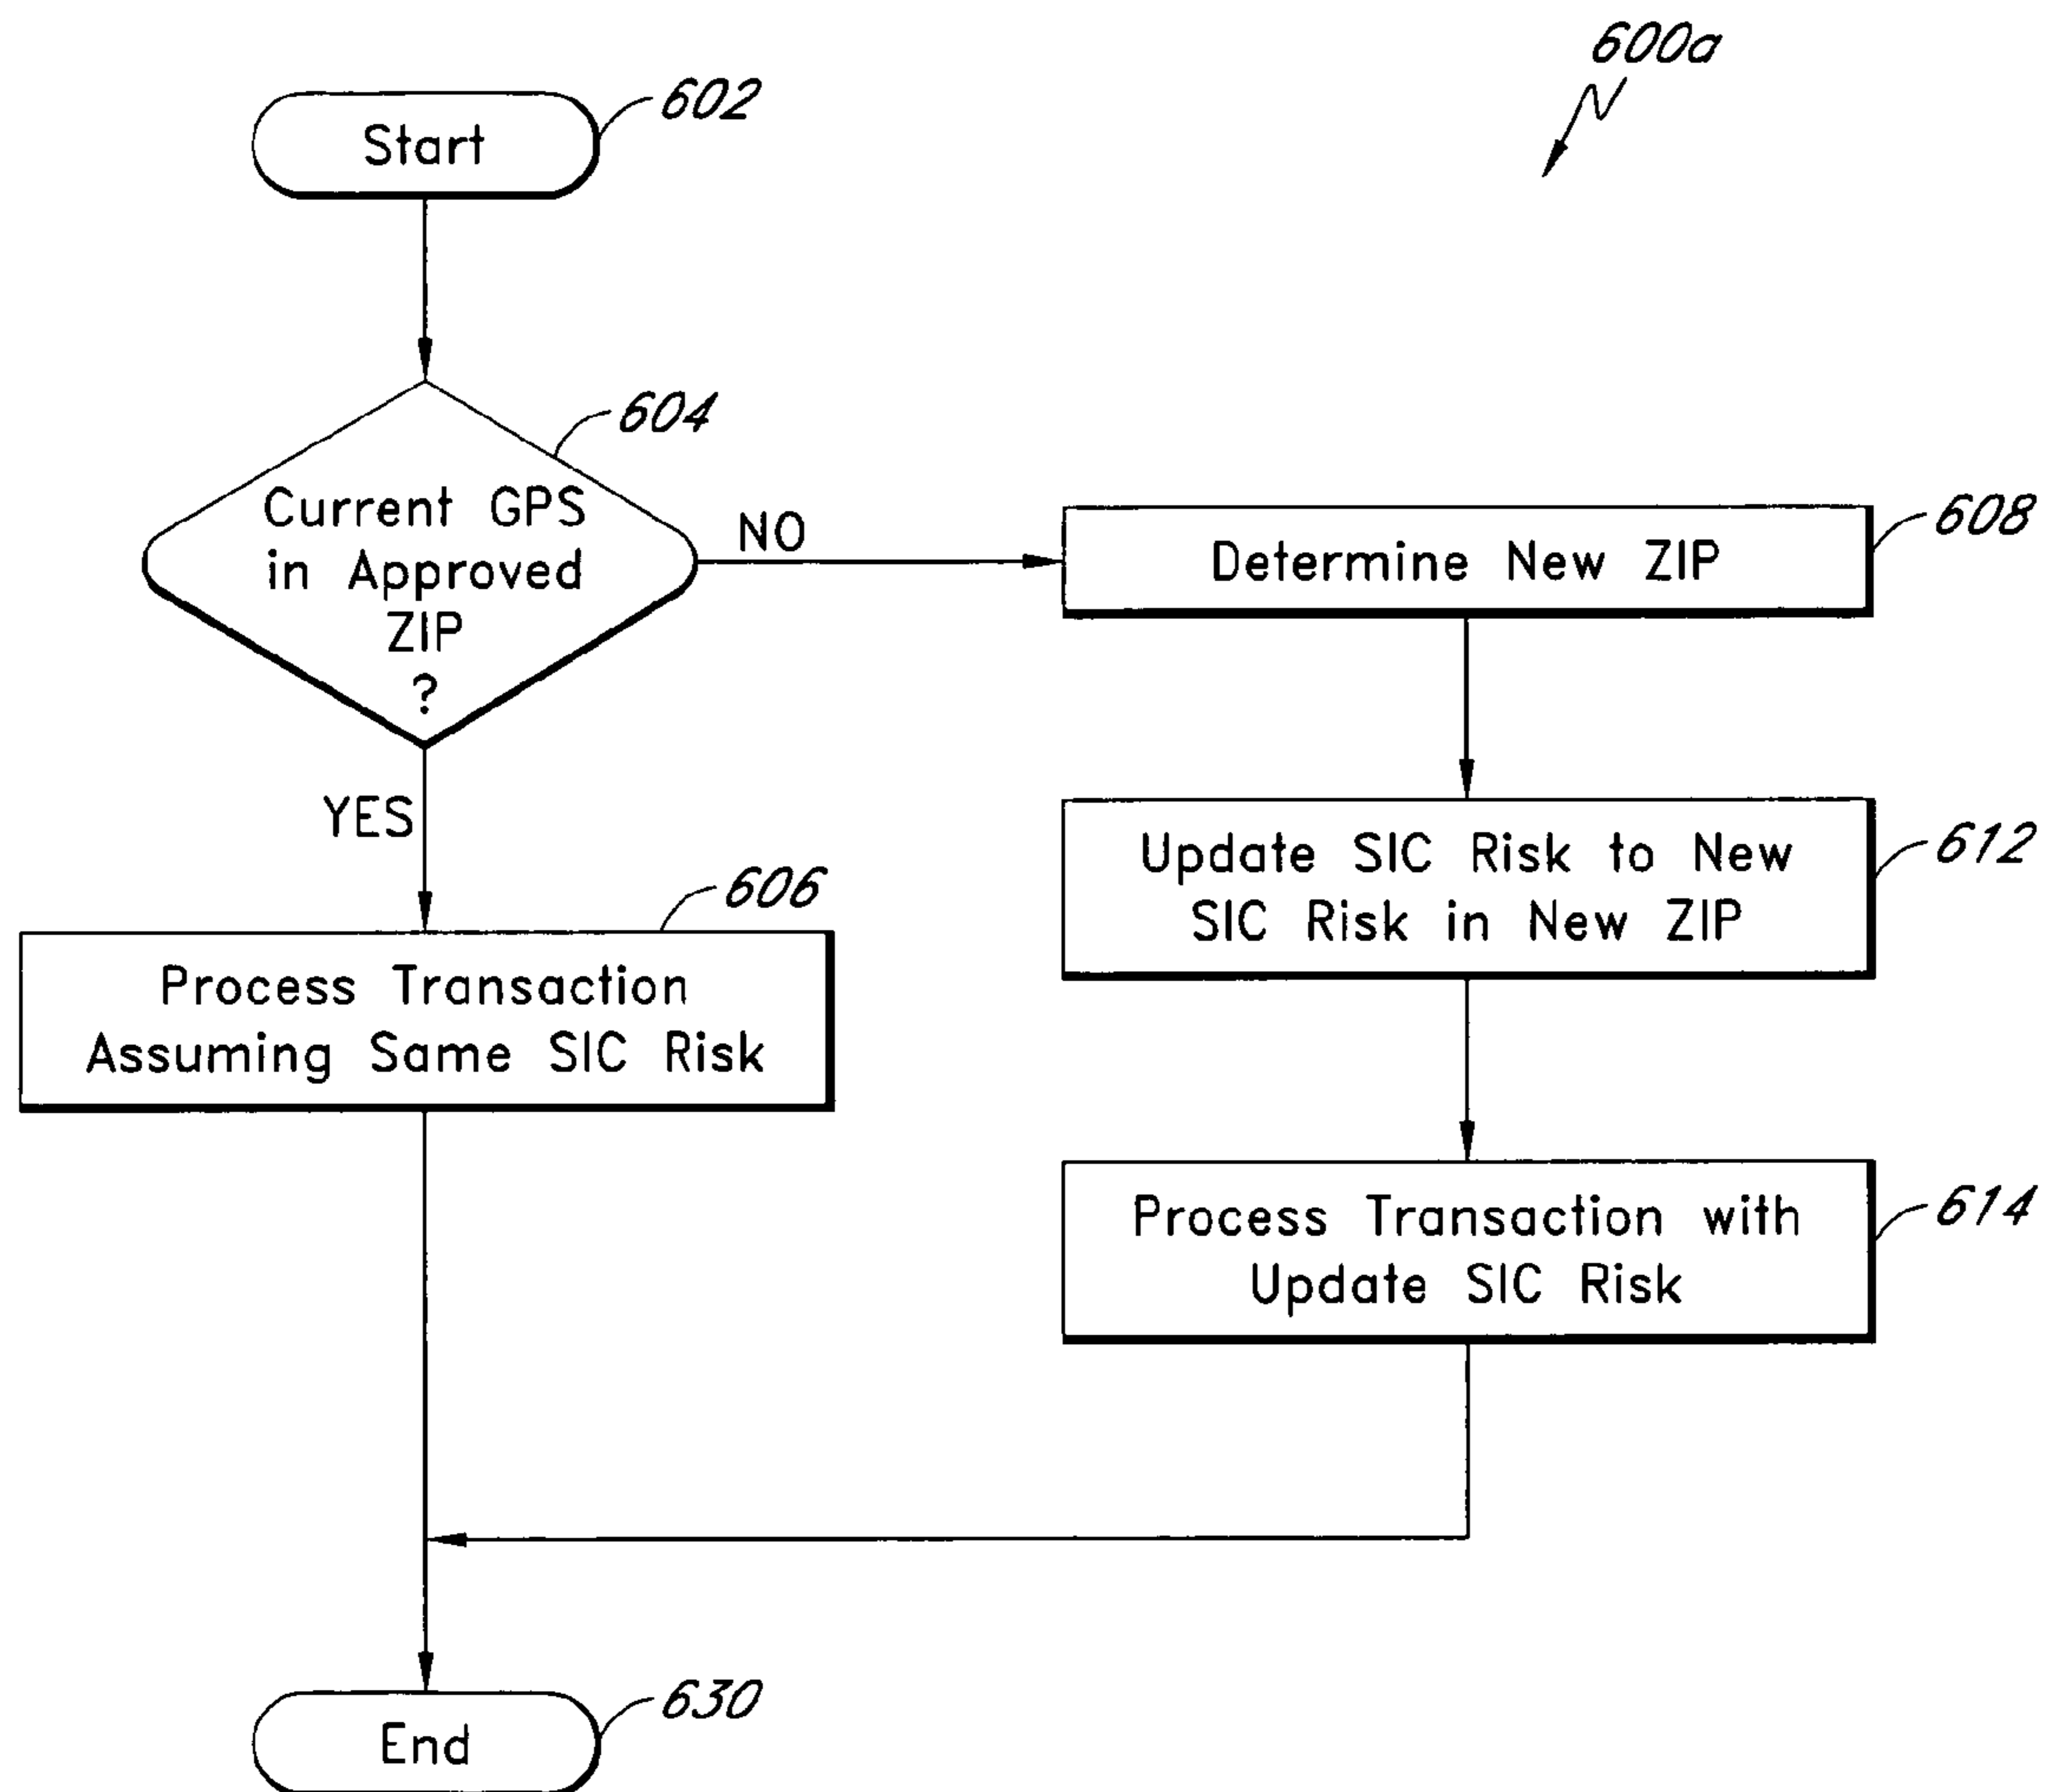 600a
Start
602
604
Current GPS
in Approved
ZIP
?
NO
Determine New ZIP
608
YES
Update SIC Risk to New
SIC Risk in New ZIP
612
606
Process Transaction
Assuming Same SIC Risk
Process Transaction with
Update SIC Risk
614
End
630